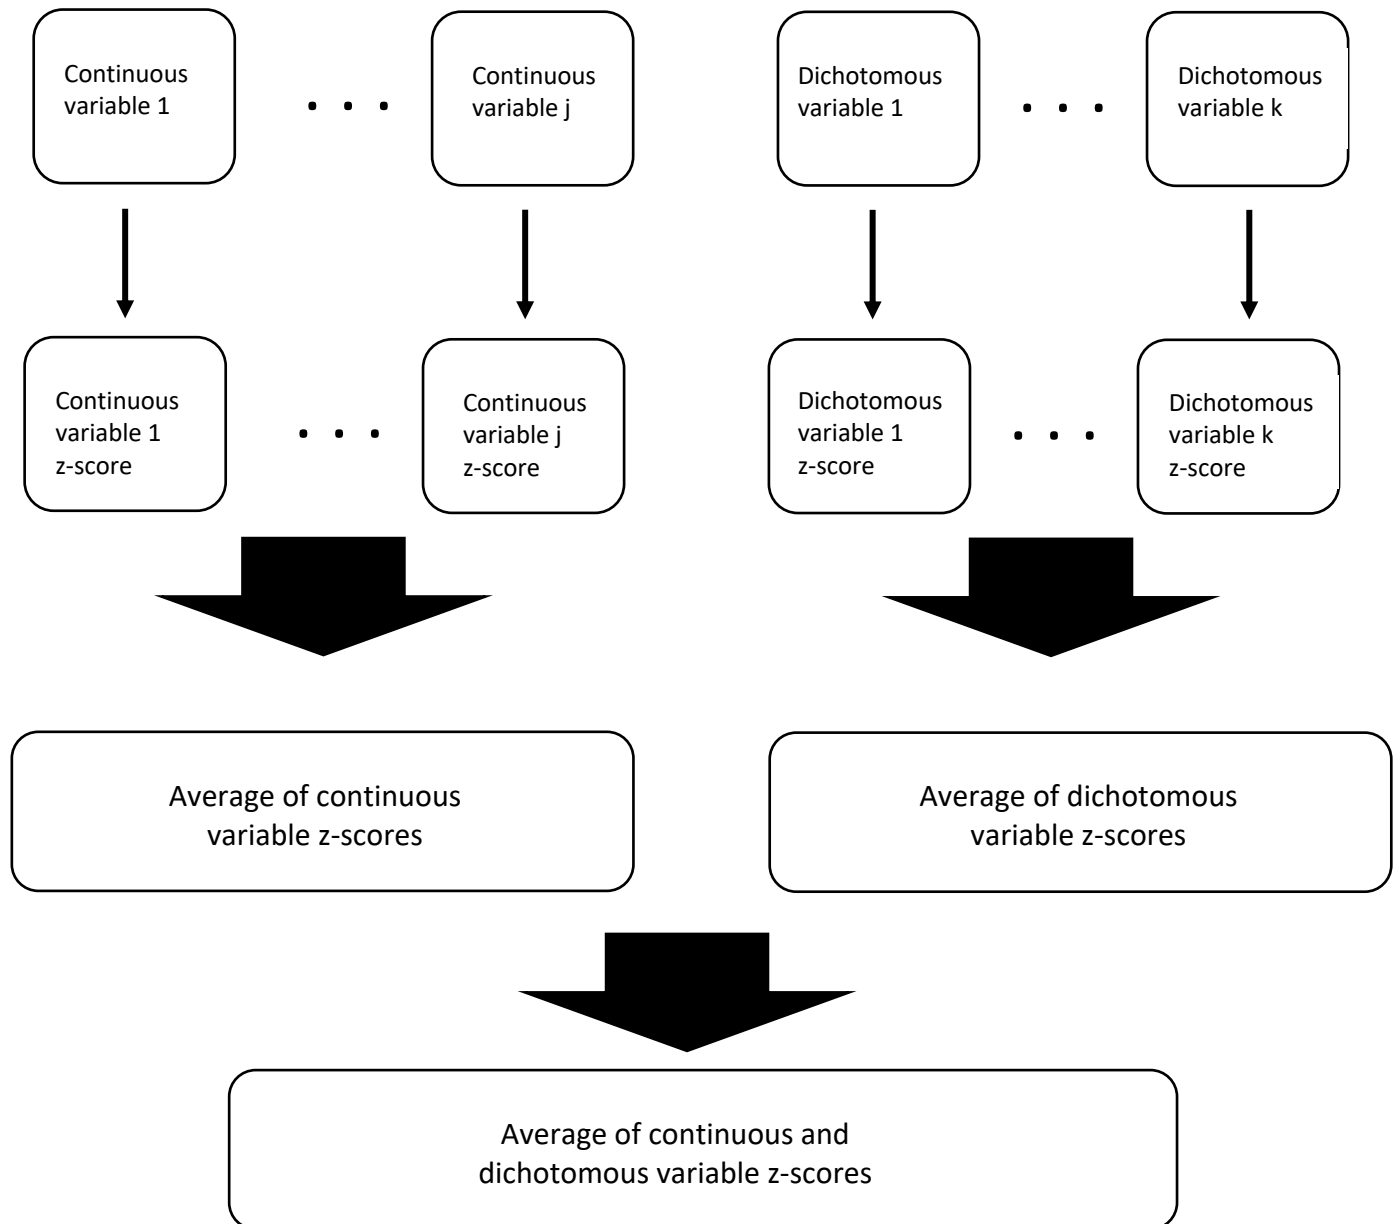 Continuous
variable 1
. . .
Continuous
variable j
Dichotomous
variable 1
. . .
Dichotomous
variable k
Continuous
variable 1
z-score
. . .
Continuous
variable j
z-score
Dichotomous
variable 1
z-score
. . .
Dichotomous
variable k
z-score
Average of continuous
variable z-scores
Average of dichotomous
variable z-scores
Average of continuous and
dichotomous variable z-scores